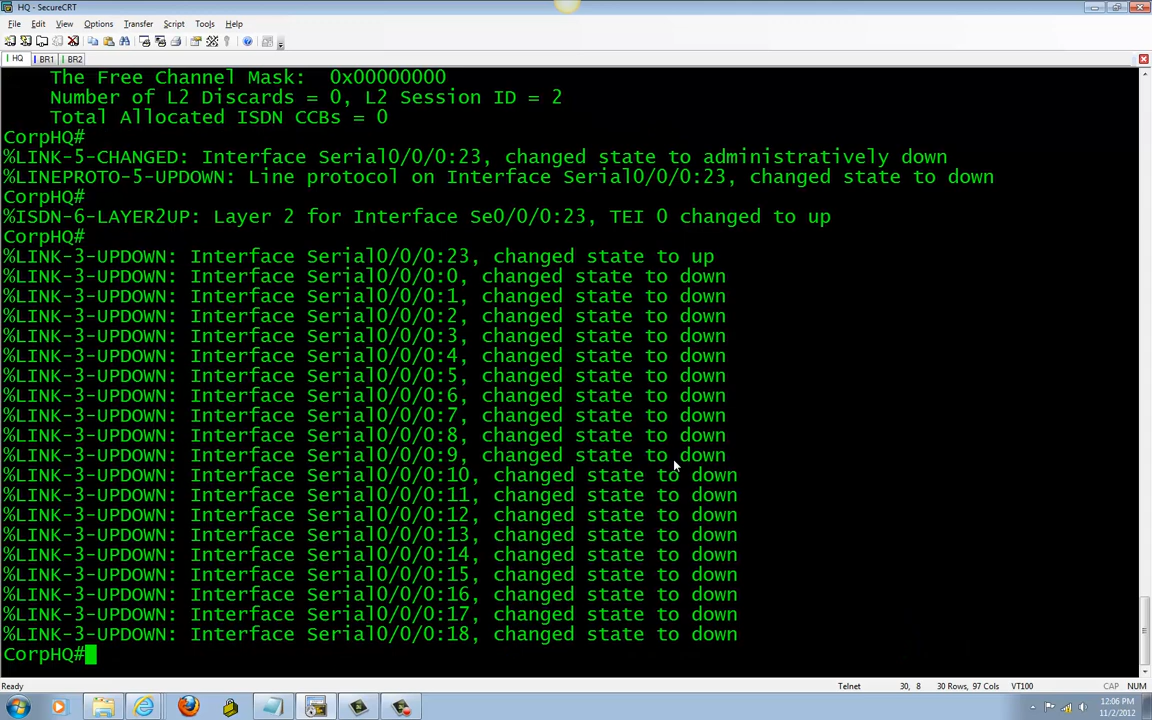 HQ - SecureCRT
File Edit View Options Transfer Script Tools Help
HQ BR1 BR2
The Free Channel Mask:  0x00000000
Number of L2 Discards = 0, L2 Session ID = 2
Total Allocated ISDN CCBs = 0
CorpHQ#
%LINK-5-CHANGED: Interface Serial0/0/0:23, changed state to administratively down
%LINEPROTO-5-UPDOWN: Line protocol on Interface Serial0/0/0:23, changed state to down
CorpHQ#
%ISDN-6-LAYER2UP: Layer 2 for Interface Se0/0/0:23, TEI 0 changed to up
CorpHQ#
%LINK-3-UPDOWN: Interface Serial0/0/0:23, changed state to up
%LINK-3-UPDOWN: Interface Serial0/0/0:0, changed state to down
%LINK-3-UPDOWN: Interface Serial0/0/0:1, changed state to down
%LINK-3-UPDOWN: Interface Serial0/0/0:2, changed state to down
%LINK-3-UPDOWN: Interface Serial0/0/0:3, changed state to down
%LINK-3-UPDOWN: Interface Serial0/0/0:4, changed state to down
%LINK-3-UPDOWN: Interface Serial0/0/0:5, changed state to down
%LINK-3-UPDOWN: Interface Serial0/0/0:6, changed state to down
%LINK-3-UPDOWN: Interface Serial0/0/0:7, changed state to down
%LINK-3-UPDOWN: Interface Serial0/0/0:8, changed state to down
%LINK-3-UPDOWN: Interface Serial0/0/0:9, changed state to down
%LINK-3-UPDOWN: Interface Serial0/0/0:10, changed state to down
%LINK-3-UPDOWN: Interface Serial0/0/0:11, changed state to down
%LINK-3-UPDOWN: Interface Serial0/0/0:12, changed state to down
%LINK-3-UPDOWN: Interface Serial0/0/0:13, changed state to down
%LINK-3-UPDOWN: Interface Serial0/0/0:14, changed state to down
%LINK-3-UPDOWN: Interface Serial0/0/0:15, changed state to down
%LINK-3-UPDOWN: Interface Serial0/0/0:16, changed state to down
%LINK-3-UPDOWN: Interface Serial0/0/0:17, changed state to down
%LINK-3-UPDOWN: Interface Serial0/0/0:18, changed state to down
CorpHQ#
Ready Telnet 30, 8 30 Rows, 97 Cols VT100 CAP NUM
12:06 PM
11/2/2012